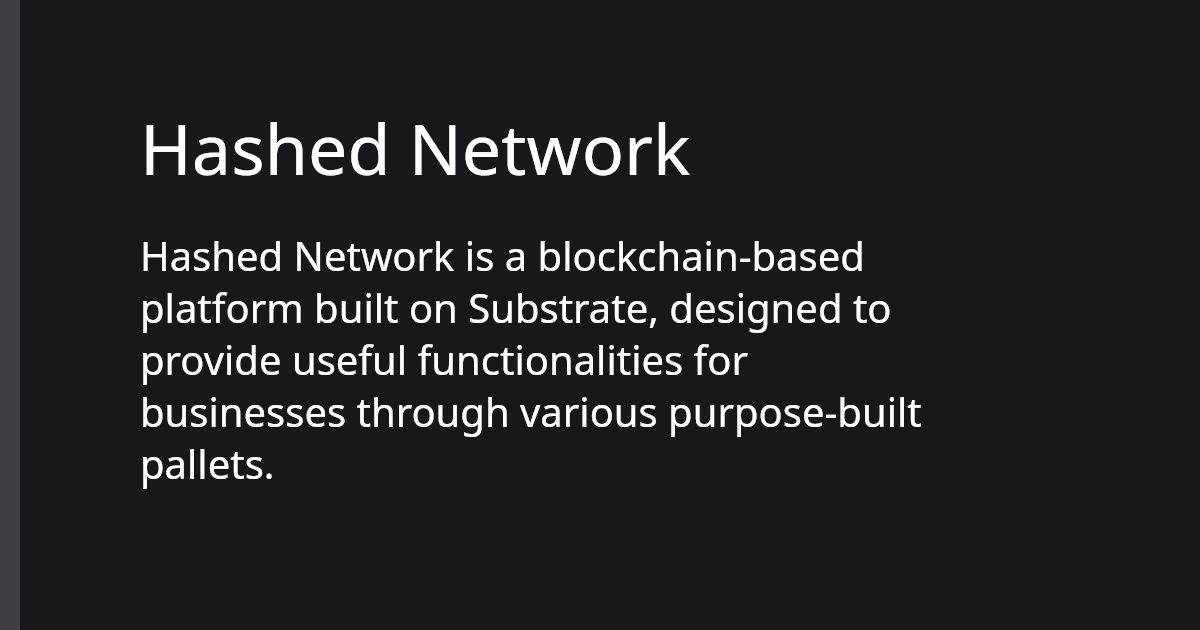 Hashed Network
Hashed Network is a blockchain-based
platform built on Substrate, designed to
provide useful functionalities for
businesses through various purpose-built
pallets.